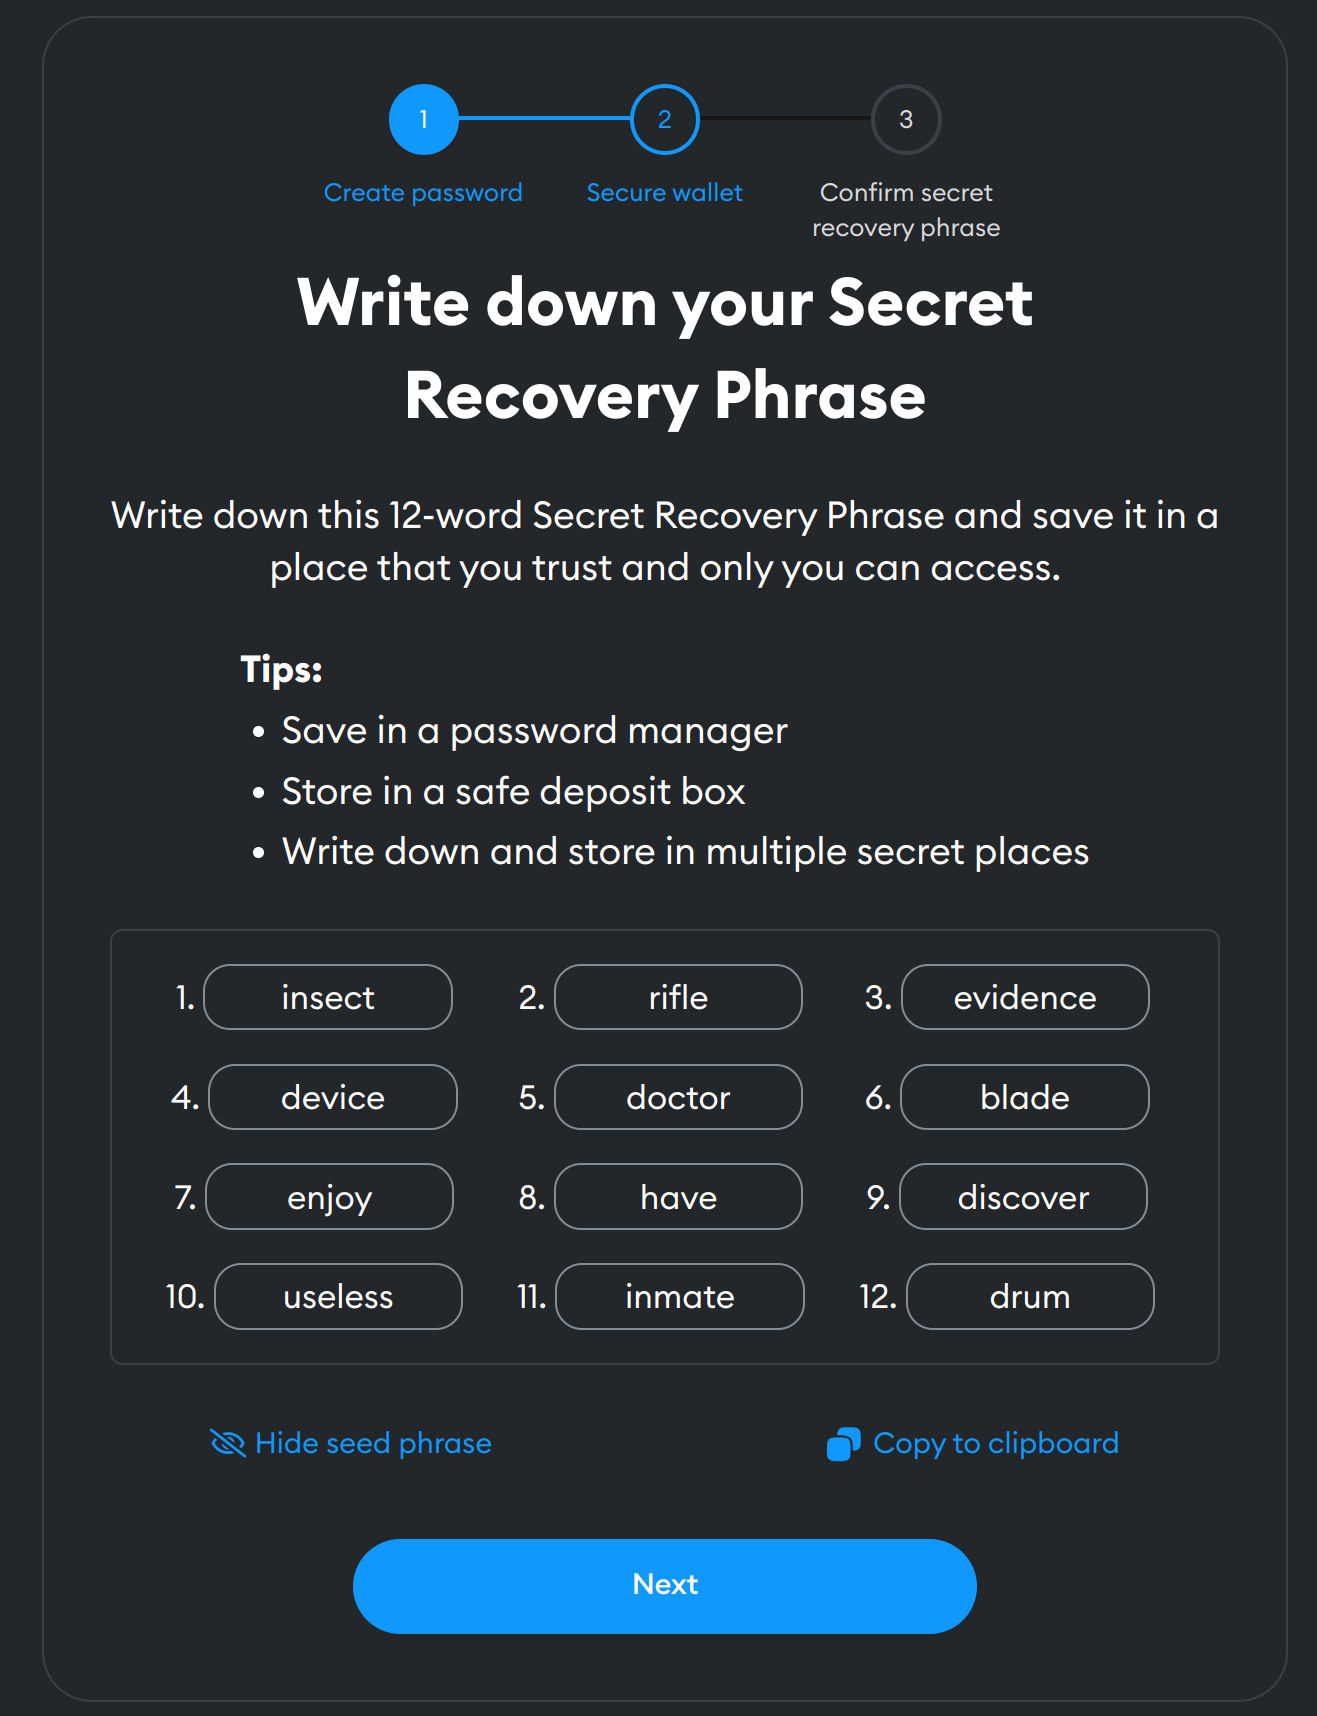 1
2
3
Create password
Secure wallet
Confirm secret
recovery phrase
Write down your Secret
Recovery Phrase
Write down this 12-word Secret Recovery Phrase and save it in a
place that you trust and only you can access.
Tips:
• Save in a password manager
• Store in a safe deposit box
• Write down and store in multiple secret places
1. insect 2. rifle 3. evidence
4. device 5. doctor 6. blade
7. enjoy 8. have 9. discover
10. useless 11. inmate 12. drum
Hide seed phrase Copy to clipboard
Next